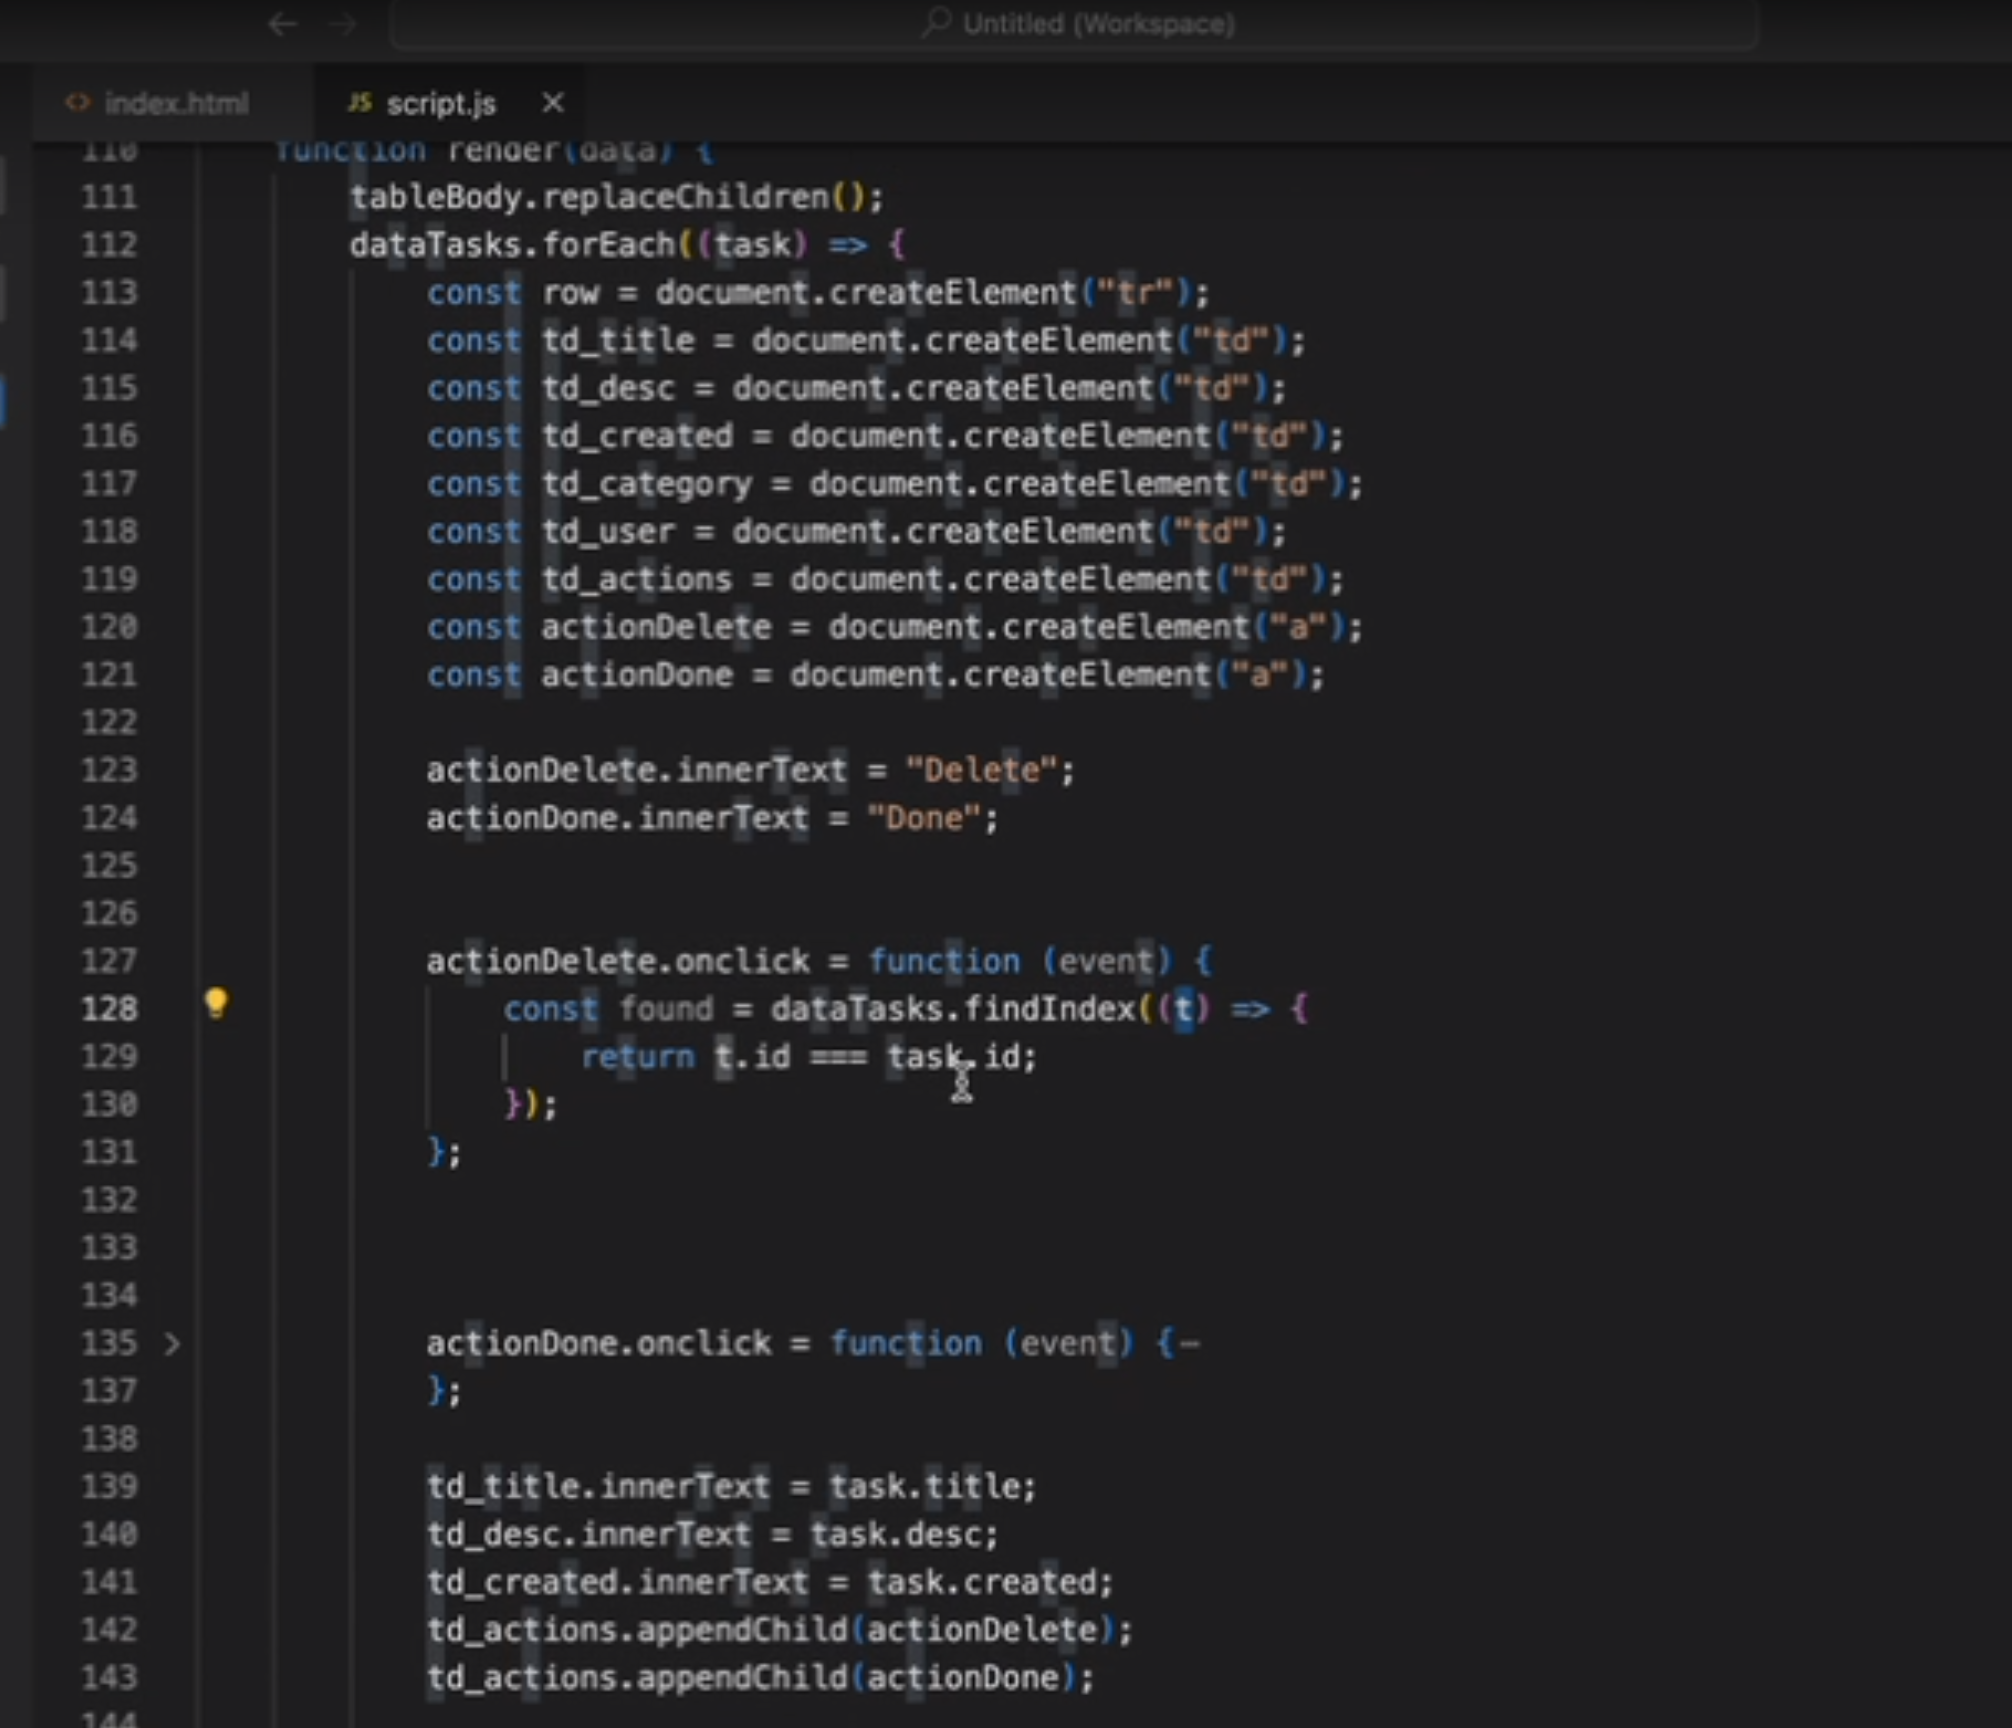 Untitled (Workspace)
<> index.html
JS script.js ×
110 function render(data) {
111 tableBody.replaceChildren();
112 dataTasks.forEach((task) => {
113 const row = document.createElement("tr");
114 const td_title = document.createElement("td");
115 const td_desc = document.createElement("td");
116 const td_created = document.createElement("td");
117 const td_category = document.createElement("td");
118 const td_user = document.createElement("td");
119 const td_actions = document.createElement("td");
120 const actionDelete = document.createElement("a");
121 const actionDone = document.createElement("a");
122
123 actionDelete.innerText = "Delete";
124 actionDone.innerText = "Done";
125
126
127 actionDelete.onclick = function (event) {
128 const found = dataTasks.findIndex((t) => {
129 return t.id === task.id;
130 });
131 };
132
133
134
135 actionDone.onclick = function (event) {
137 };
138
139 td_title.innerText = task.title;
140 td_desc.innerText = task.desc;
141 td_created.innerText = task.created;
142 td_actions.appendChild(actionDelete);
143 td_actions.appendChild(actionDone);
144